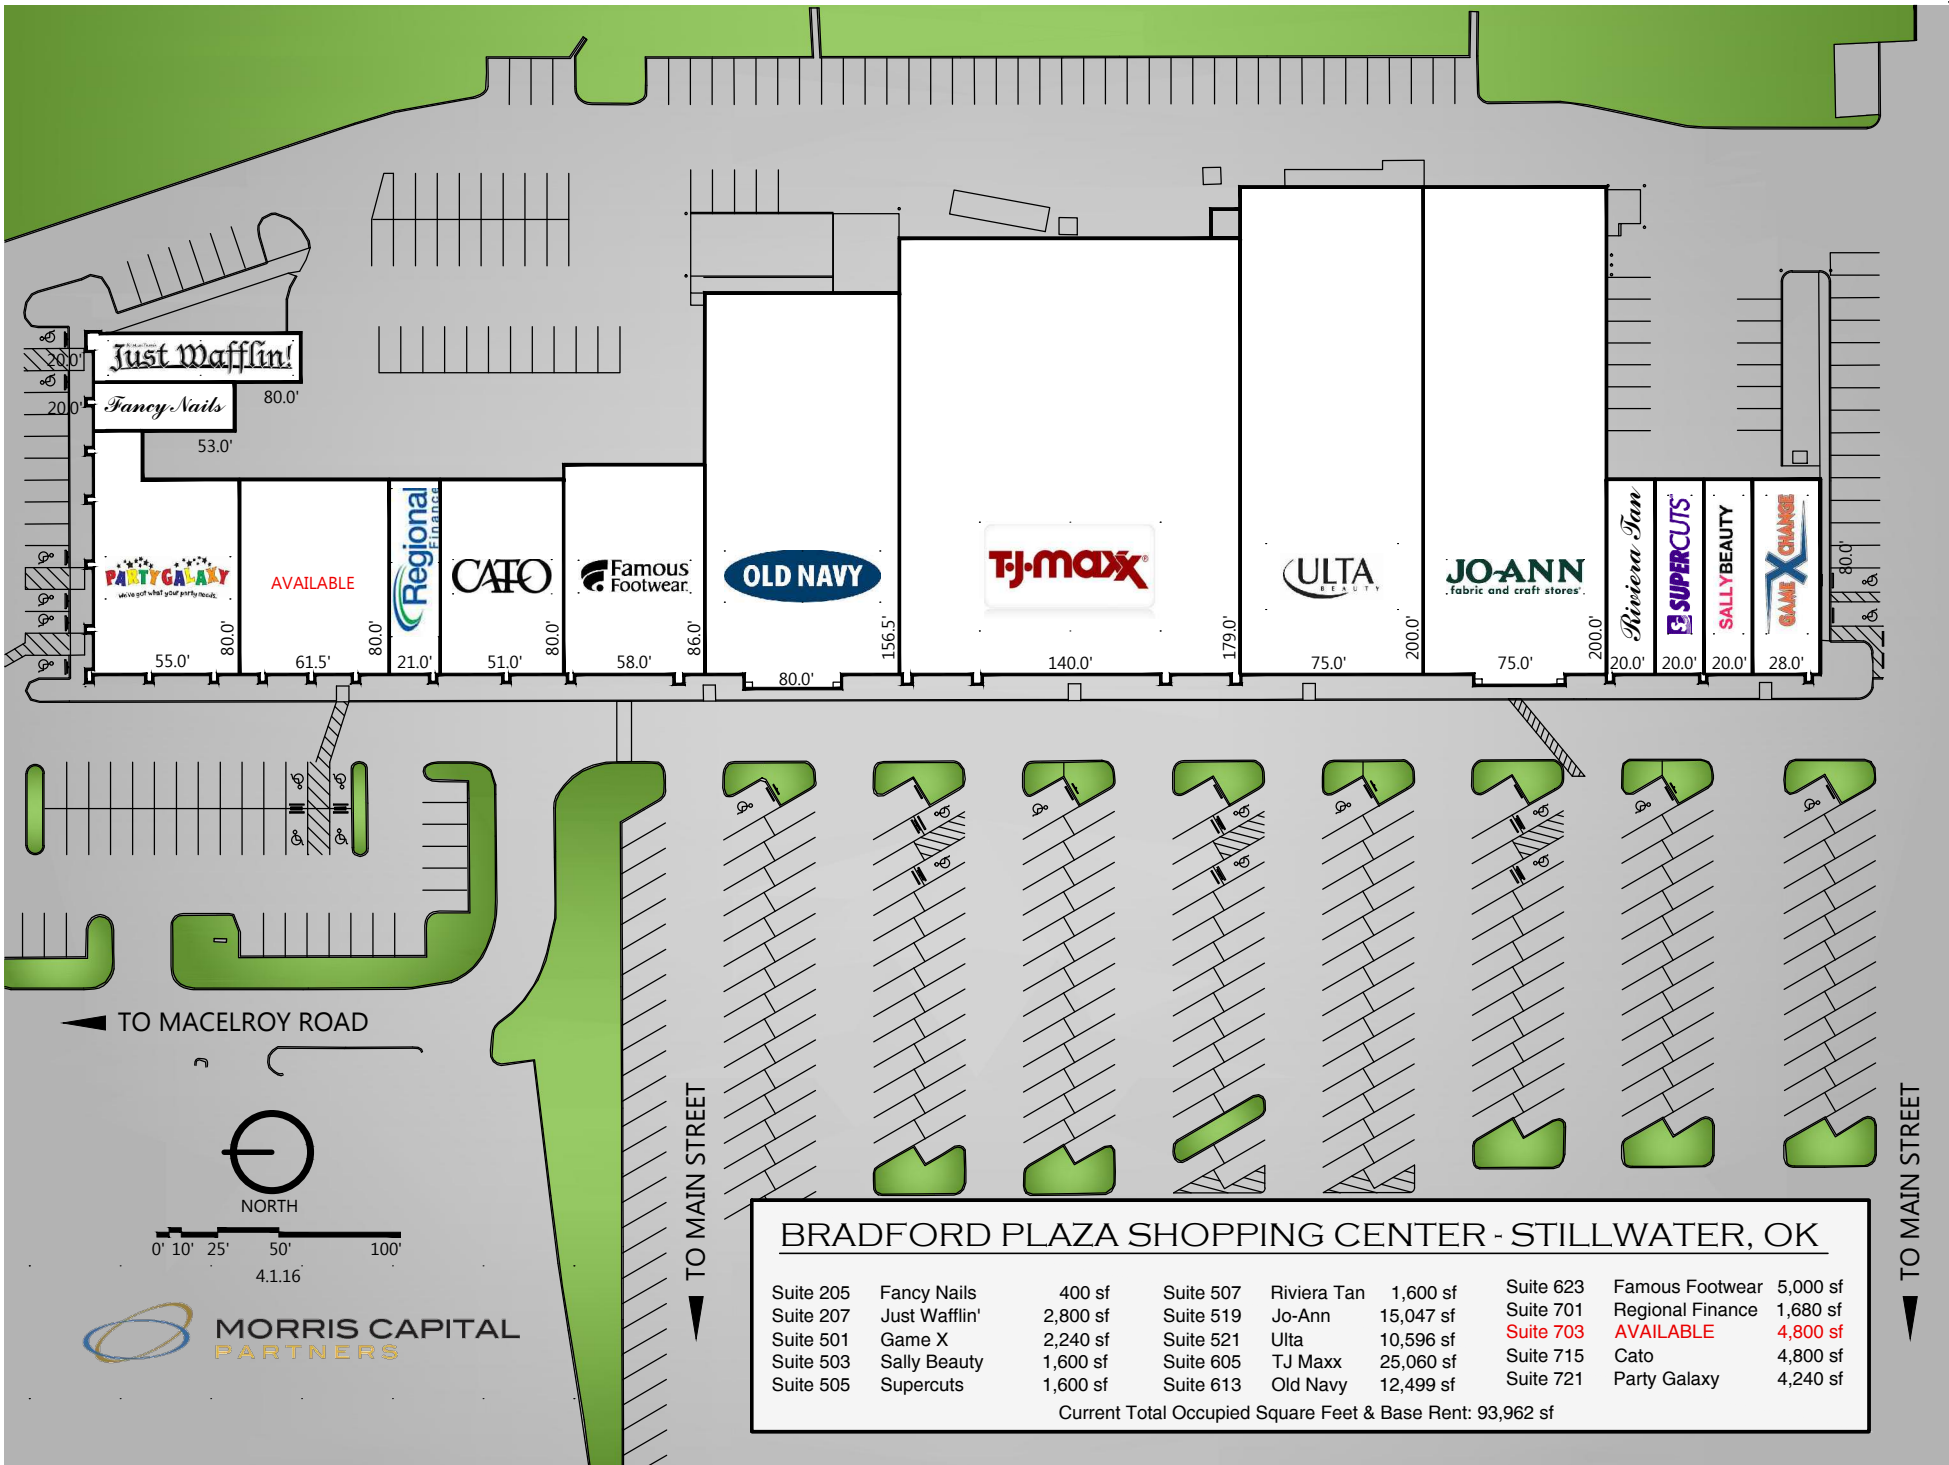 20.0'
Just Wafflin!
80.0'
20.0'
Fancy Nails
53.0'
PARTY GALAXY
We've got what your party needs.
55.0'
80.0'
AVAILABLE
61.5'
80.0'
Regional
Finance
21.0'
CATO
51.0'
80.0'
Famous
Footwear.
58.0'
86.0'
OLD NAVY
80.0'
156.5'
T·J·maxx®
140.0'
179.0'
ULTA
BEAUTY
75.0'
200.0'
JO-ANN
fabric and craft stores®
75.0'
200.0'
Riviera Tan
20.0'
SUPERCUTS®
20.0'
SALLY BEAUTY
20.0'
GAME X CHANGE
28.0'
80.0'
TO MACELROY ROAD
NORTH
0' 10' 25' 50' 100'
4.1.16
MORRIS CAPITAL
PARTNERS
TO MAIN STREET
TO MAIN STREET
BRADFORD PLAZA SHOPPING CENTER - STILLWATER, OK
Suite 205 Fancy Nails 400 sf
Suite 207 Just Wafflin' 2,800 sf
Suite 501 Game X 2,240 sf
Suite 503 Sally Beauty 1,600 sf
Suite 505 Supercuts 1,600 sf
Suite 507 Riviera Tan 1,600 sf
Suite 519 Jo-Ann 15,047 sf
Suite 521 Ulta 10,596 sf
Suite 605 TJ Maxx 25,060 sf
Suite 613 Old Navy 12,499 sf
Suite 623 Famous Footwear 5,000 sf
Suite 701 Regional Finance 1,680 sf
Suite 703 AVAILABLE 4,800 sf
Suite 715 Cato 4,800 sf
Suite 721 Party Galaxy 4,240 sf
Current Total Occupied Square Feet & Base Rent: 93,962 sf